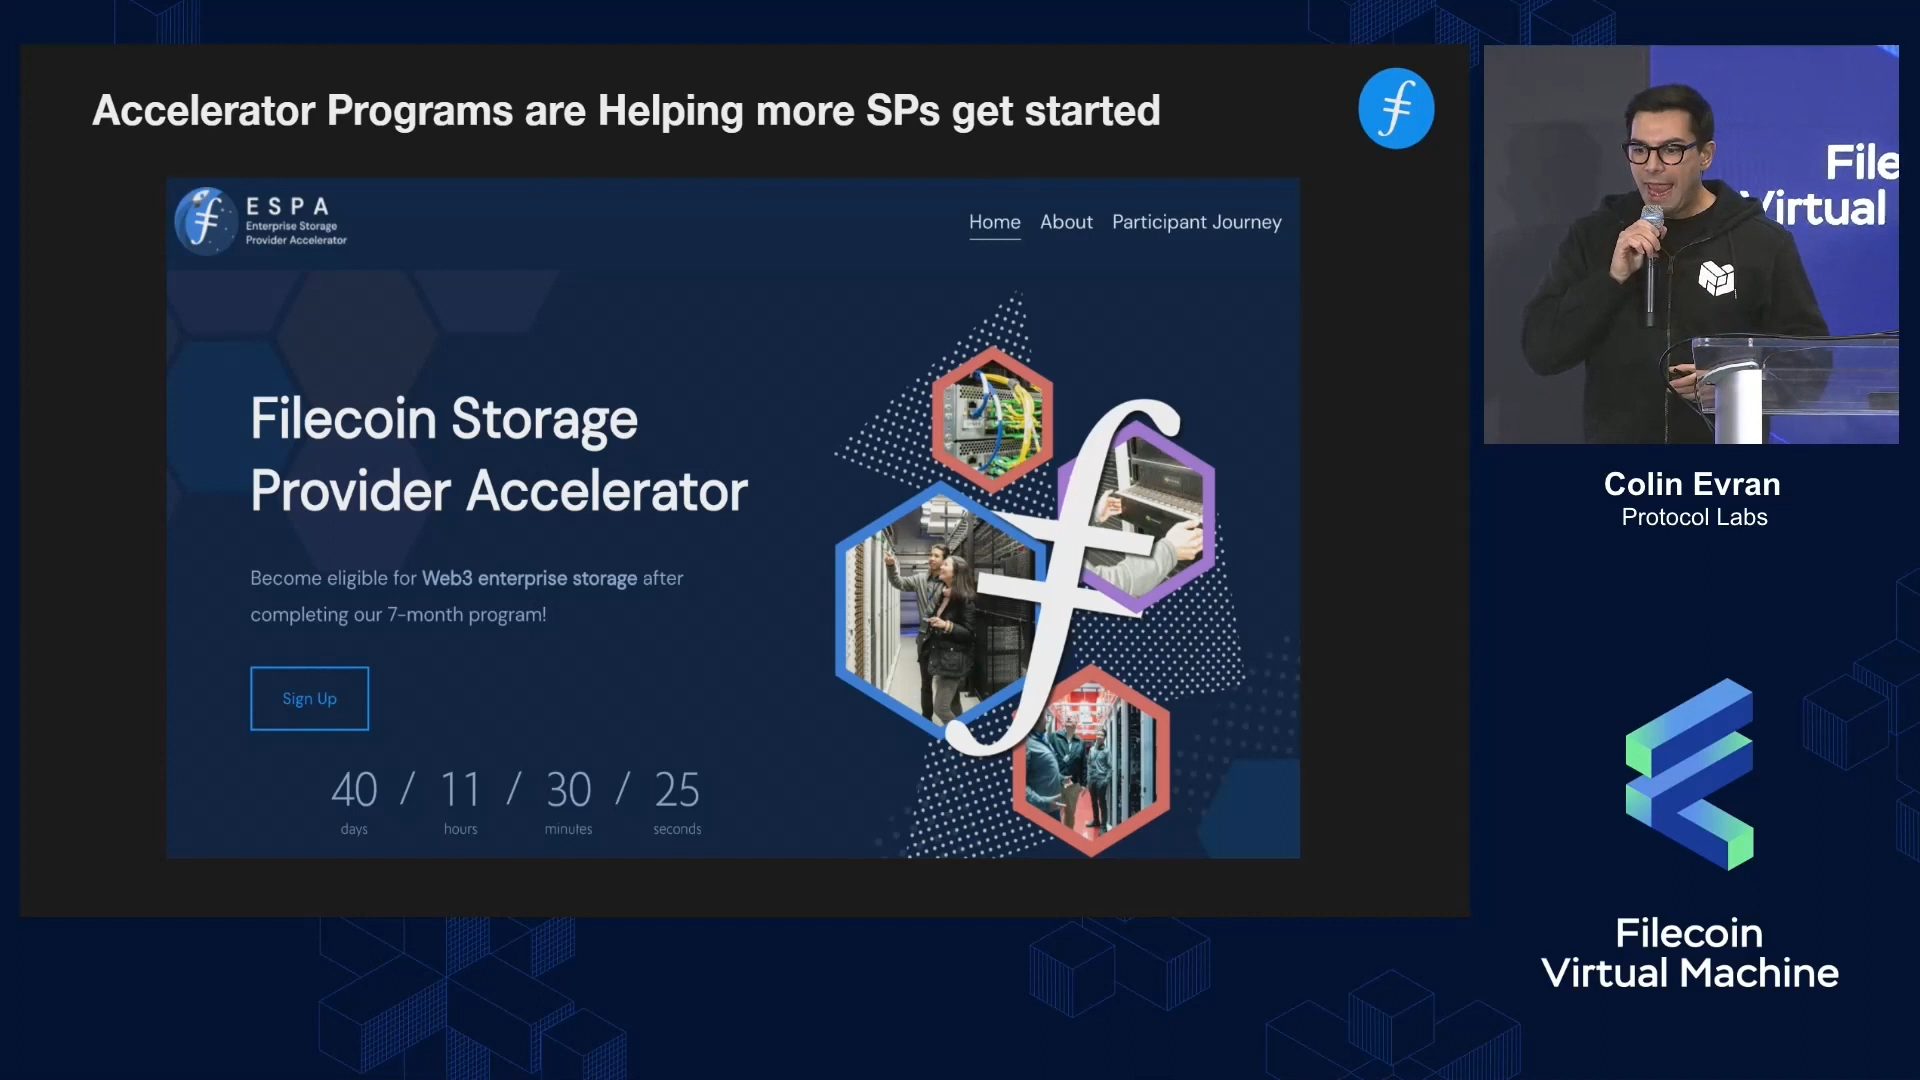 Accelerator Programs are Helping more SPs get started
ESPA
Enterprise Storage
Provider Accelerator
Home About Participant Journey
Filecoin Storage
Provider Accelerator
Become eligible for Web3 enterprise storage after
completing our 7-month program!
Sign Up
40 / 11 / 30 / 25
days hours minutes seconds
File
Virtual
Colin Evran
Protocol Labs
Filecoin
Virtual Machine